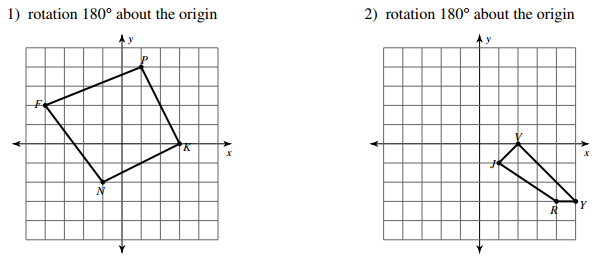 1) rotation 180° about the origin
y
P
F
K
x
N
2) rotation 180° about the origin
y
V
x
J
R
Y